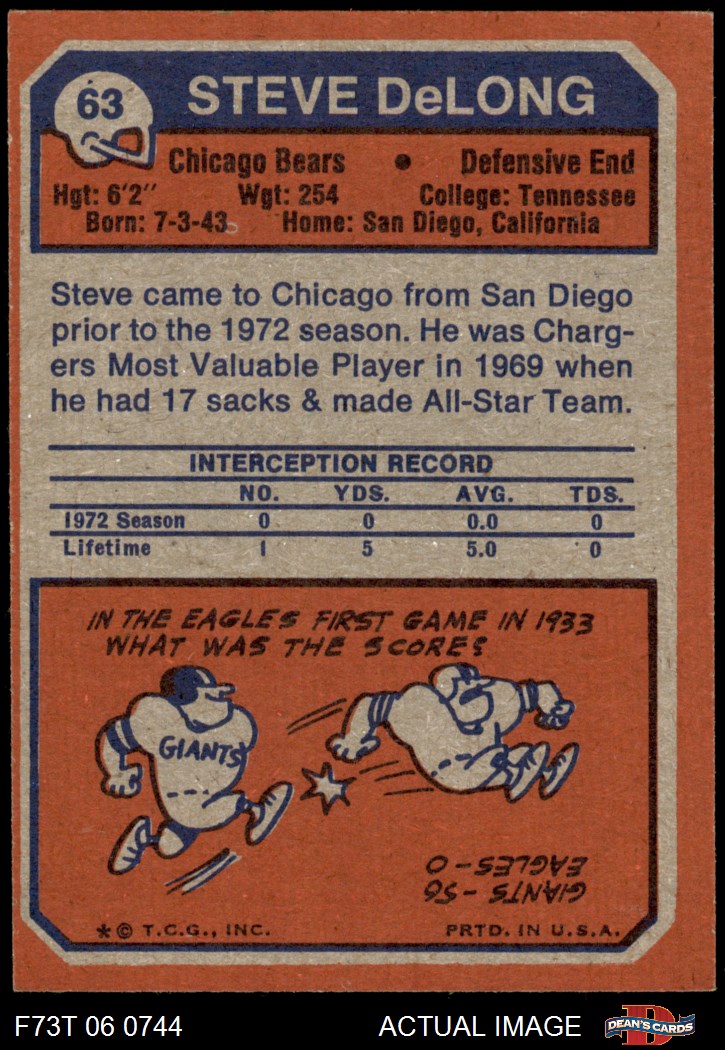 63
STEVE DeLONG
Chicago Bears • Defensive End
Hgt: 6'2" Wgt: 254 College: Tennessee
Born: 7-3-43 Home: San Diego, California
Steve came to Chicago from San Diego
prior to the 1972 season. He was Charg-
ers Most Valuable Player in 1969 when
he had 17 sacks & made All-Star Team.
INTERCEPTION RECORD
NO. YDS. AVG. TDS.
1972 Season 0 0 0.0 0
Lifetime 1 5 5.0 0
IN THE EAGLES FIRST GAME IN 1933
WHAT WAS THE SCORE?
GIANTS
GIANTS - 56
EAGLES - 0
* © T.C.G., INC. PRTD. IN U.S.A.
F73T 06 0744 ACTUAL IMAGE
D
DEAN'S CARDS